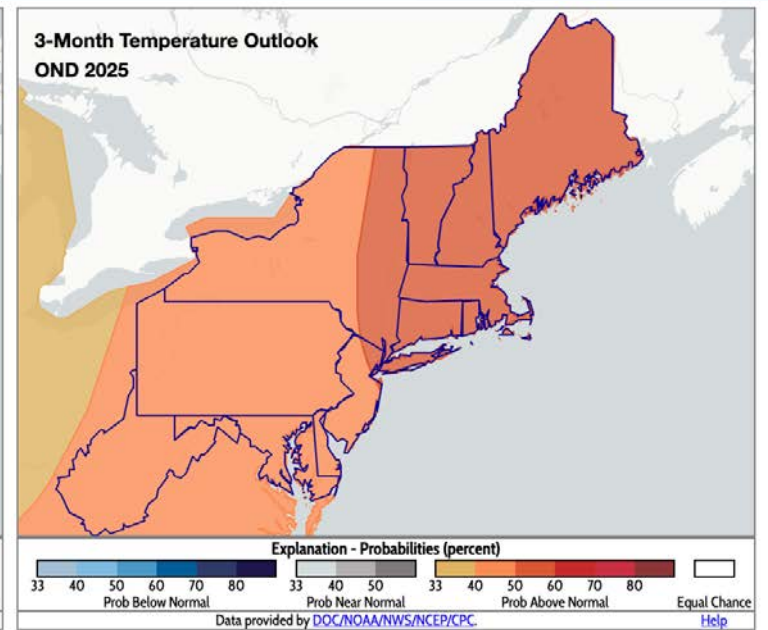 3-Month Temperature Outlook
OND 2025
Explanation - Probabilities (percent)
33 40 50 60 70 80 33 40 50 33 40 50 60 70 80
Prob Below Normal Prob Near Normal Prob Above Normal Equal Chance
Data provided by DOC/NOAA/NWS/NCEP/CPC. Help